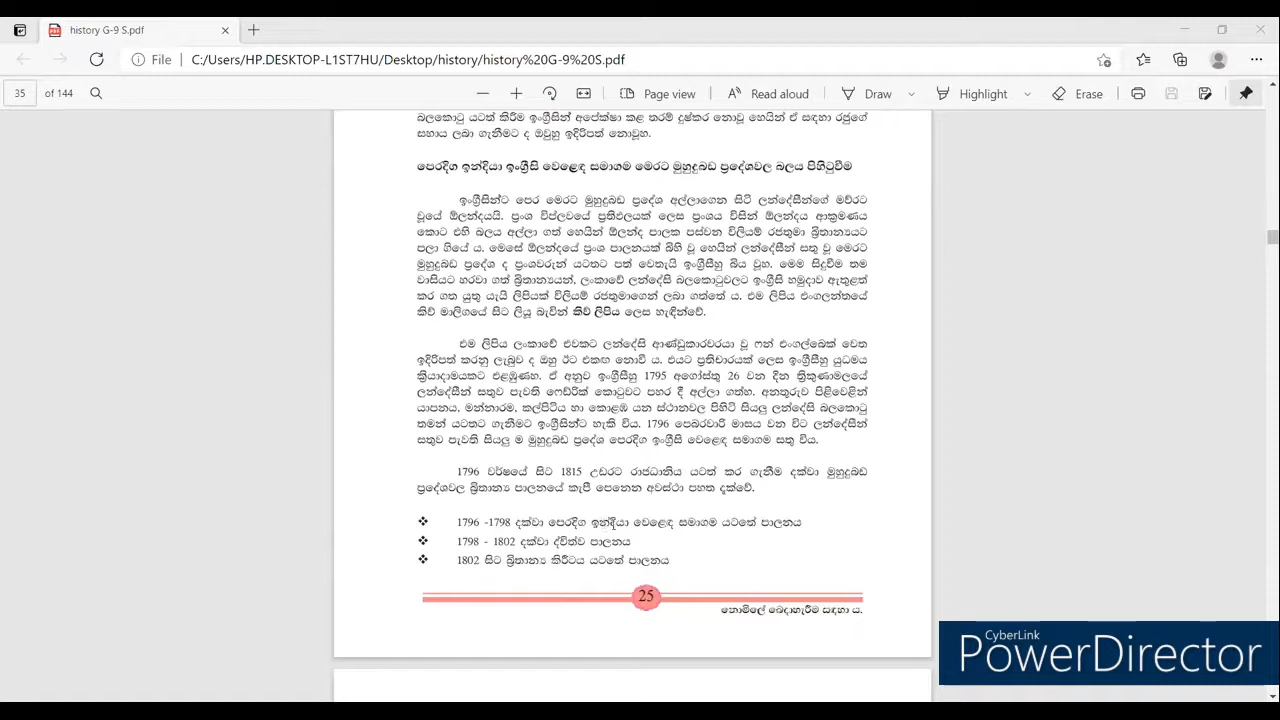 history G-9 S.pdf
File C:/Users/HP.DESKTOP-L1ST7HU/Desktop/history/history%20G-9%20S.pdf
35 of 144 Page view Read aloud Draw Highlight Erase
බලකොටු යටත් කිරීම ඉංග්‍රීසින් අපේක්ෂා කළ තරම් දුෂ්කර නොවූ හෙයින් ඒ සඳහා රජුගේ
සහාය ලබා ගැනීමට ද ඔවුහු ඉදිරිපත් නොවූහ.
පෙරදිග ඉන්දියා ඉංග්‍රීසි වෙළෙඳ සමාගම මෙරට මුහුදුබඩ ප්‍රදේශවල බලය පිහිටුවීම
ඉංග්‍රීසින්ට පෙර මෙරට මුහුදුබඩ ප්‍රදේශ අල්ලාගෙන සිටි ලන්දේසීන්ගේ මව්රට
වූයේ ඕලන්දයයි. ප්‍රංශ විප්ලවයේ ප්‍රතිඵලයක් ලෙස ප්‍රංශය විසින් ඕලන්දය ආක්‍රමණය
කොට එහි බලය අල්ලා ගත් හෙයින් ඕලන්ද පාලක පස්වන විලියම් රජතුමා බ්‍රිතාන්‍යයට
පලා ගියේ ය. මෙසේ ඕලන්දයේ ප්‍රංශ පාලනයක් බිහි වූ හෙයින් ලන්දේසීන් සතු වූ මෙරට
මුහුදුබඩ ප්‍රදේශ ද ප්‍රංශවරුන් යටතට පත් වෙතැයි ඉංග්‍රීසීහු බිය වූහ. මෙම සිදුවීම තම
වාසියට හරවා ගත් බ්‍රිතාන්‍යයන්, ලංකාවේ ලන්දේසි බලකොටුවලට ඉංග්‍රීසි හමුදාව ඇතුළත්
කර ගත යුතු යැයි ලිපියක් විලියම් රජතුමාගෙන් ලබා ගත්තේ ය. එම ලිපිය එංගලන්තයේ
කිව් මාලිගයේ සිට ලියූ බැවින් කිව් ලිපිය ලෙස හැඳින්වේ.
එම ලිපිය ලංකාවේ එවකට ලන්දේසි ආණ්ඩුකාරවරයා වූ ෆන් එංගල්බෙක් වෙත
ඉදිරිපත් කරනු ලැබුව ද ඔහු ඊට එකඟ නොවී ය. එයට ප්‍රතිචාරයක් ලෙස ඉංග්‍රීසීහු යුධමය
ක්‍රියාදාමයකට එළඹුණහ. ඒ අනුව ඉංග්‍රීසීහු 1795 අගෝස්තු 26 වන දින ත්‍රිකුණාමලයේ
ලන්දේසීන් සතුව පැවති ෆෙඩ්රික් කොටුවට පහර දී අල්ලා ගත්හ. අනතුරුව පිළිවෙළින්
යාපනය, මන්නාරම, කල්පිටිය හා කොළඹ යන ස්ථානවල පිහිටි සියලු ලන්දේසි බලකොටු
තමන් යටතට ගැනීමට ඉංග්‍රීසින්ට හැකි විය. 1796 පෙබරවාරි මාසය වන විට ලන්දේසීන්
සතුව පැවති සියලු ම මුහුදුබඩ ප්‍රදේශ පෙරදිග ඉංග්‍රීසි වෙළෙඳ සමාගම සතු විය.
1796 වර්ෂයේ සිට 1815 උඩරට රාජධානිය යටත් කර ගැනීම දක්වා මුහුදුබඩ
ප්‍රදේශවල බ්‍රිතාන්‍ය පාලනයේ කැපී පෙනෙන අවස්ථා පහත දැක්වේ.
❖ 1796 -1798 දක්වා පෙරදිග ඉන්දියා වෙළෙඳ සමාගම යටතේ පාලනය
❖ 1798 - 1802 දක්වා ද්විත්ව පාලනය
❖ 1802 සිට බ්‍රිතාන්‍ය කිරීටය යටතේ පාලනය
25
නොමිලේ බෙදාහැරීම සඳහා ය.
CyberLink
PowerDirector